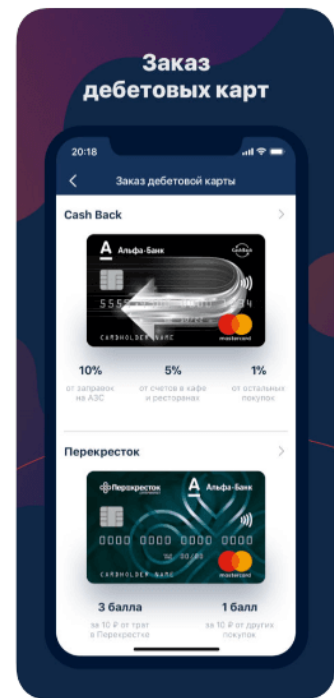 Заказ
дебетовых карт
20:18
Заказ дебетовой карты
Cash Back
А Альфа-Банк
CashBack
CARDHOLDER NAME
mastercard
10% 5% 1%
от заправок от счетов в кафе от остальных
на АЗС и ресторанах покупок
Перекресток
Перекресток А Альфа-Банк
0000 0000 0000 0000
00/00
CARDHOLDER NAME
mastercard
3 балла 1 балл
за 10 ₽ от трат за 10 ₽ от других
в Перекрестке покупок